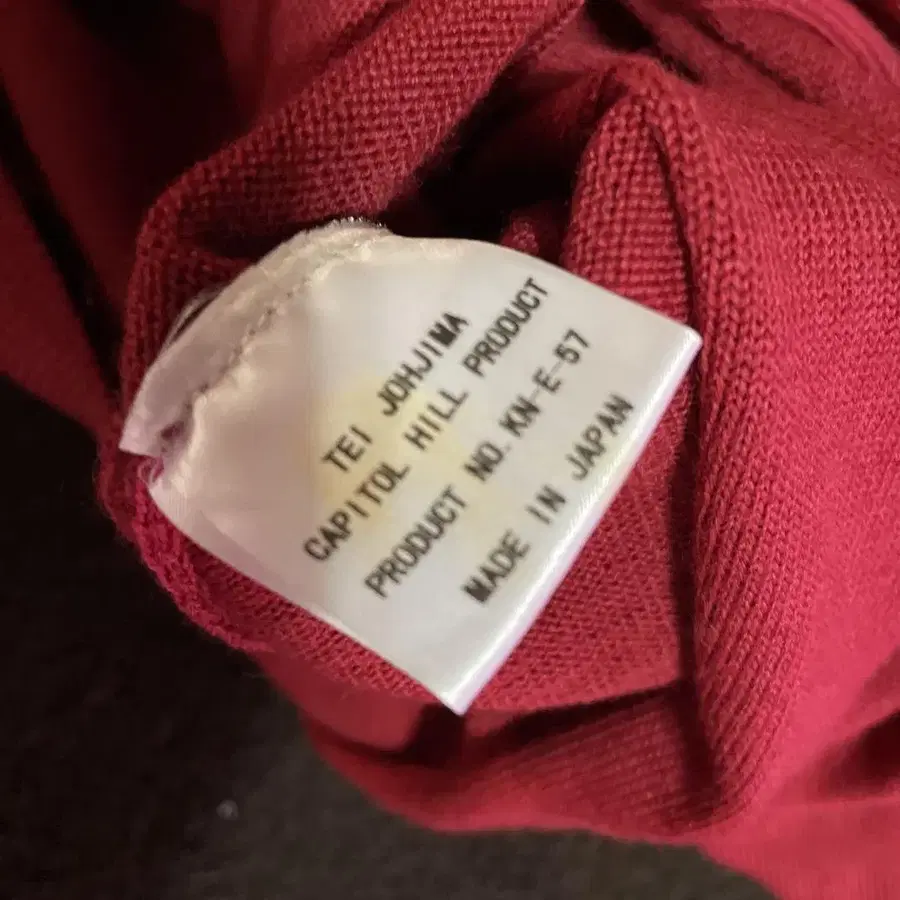 TEI JOHJIMA
CAPITOL HILL PRODUCT
PRODUCT NO. KN-E-57
MADE IN JAPAN